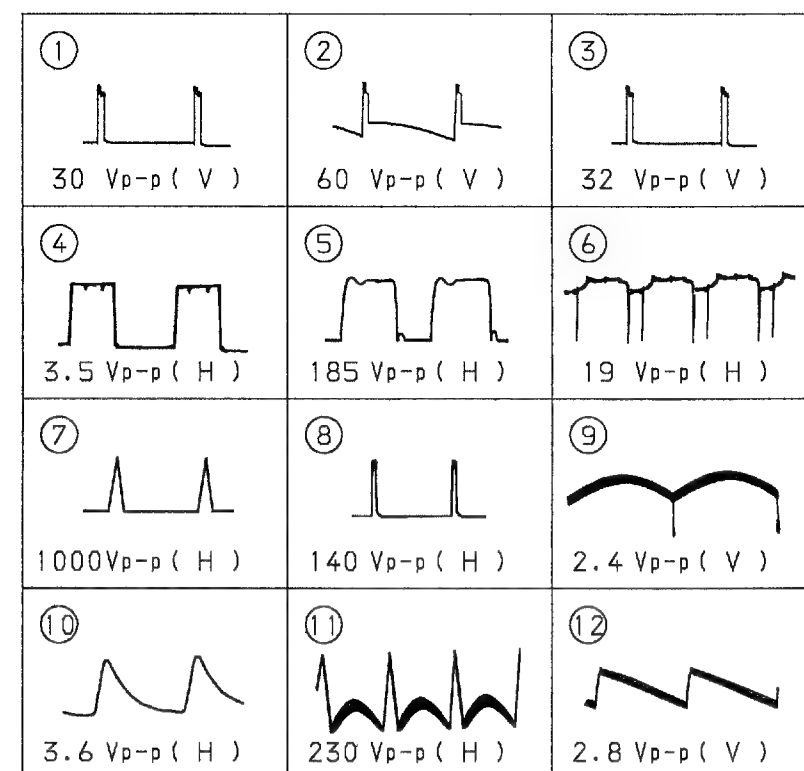 ① ② ③
30 Vp-p ( V ) 60 Vp-p ( V ) 32 Vp-p ( V )
④ ⑤ ⑥
3.5 Vp-p ( H ) 185 Vp-p ( H ) 19 Vp-p ( H )
⑦ ⑧ ⑨
1000 Vp-p ( H ) 140 Vp-p ( H ) 2.4 Vp-p ( V )
⑩ ⑪ ⑫
3.6 Vp-p ( H ) 230 Vp-p ( H ) 2.8 Vp-p ( V )